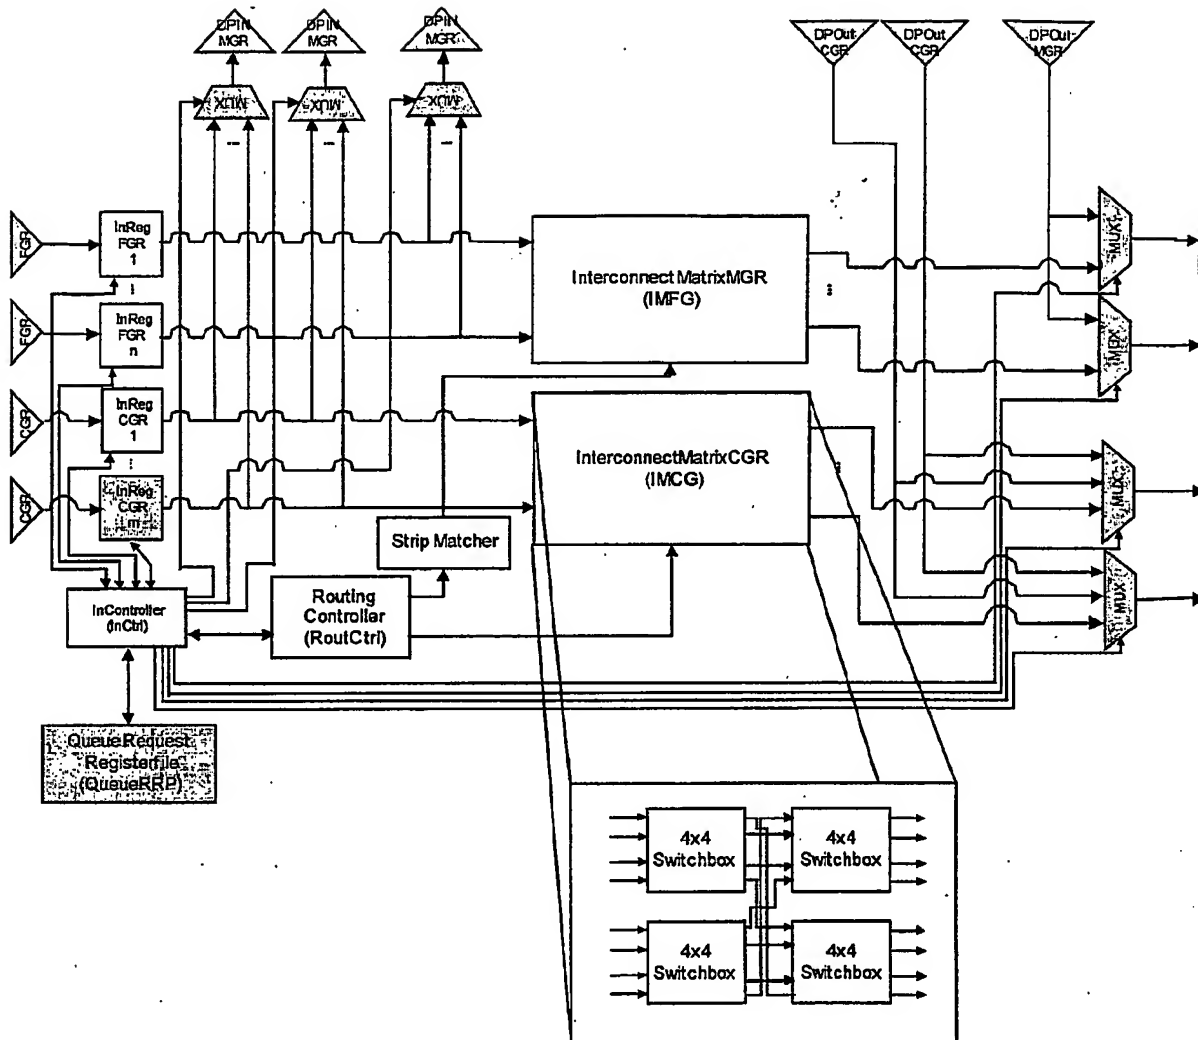 DPIN
MGR
DPIN
MGR
DPIN
MGR
DPOut
CGR
DPOut
CGR
DPOut
MGR
MUX
MUX
MUX
FGR
InReg
FGR
1
FGR
InReg
FGR
n
CGR
InReg
CGR
1
CGR
InReg
CGR
m
InterconnectMatrixMGR
(IMFG)
InterconnectMatrixCGR
(IMCG)
MUX
MUX
MUX
MUX
Strip Matcher
Routing
Controller
(RoutCtrl)
InController
(InCtrl)
QueueRequest
Registerfile
(QueueRRP)
4x4
Switchbox
4x4
Switchbox
4x4
Switchbox
4x4
Switchbox